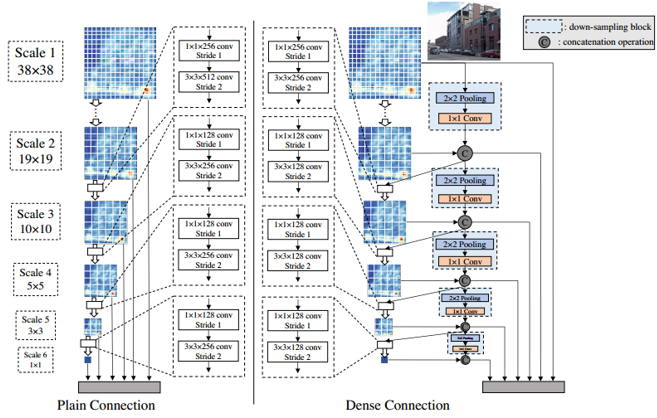 Scale 1
38×38
Scale 2
19×19
Scale 3
10×10
Scale 4
5×5
Scale 5
3×3
Scale 6
1×1
1×1×256 conv
Stride 1
3×3×512 conv
Stride 2
1×1×128 conv
Stride 1
3×3×256 conv
Stride 2
1×1×128 conv
Stride 1
3×3×256 conv
Stride 2
1×1×128 conv
Stride 1
3×3×256 conv
Stride 2
Plain Connection
1×1×256 conv
Stride 1
3×3×256 conv
Stride 2
1×1×128 conv
Stride 1
3×3×128 conv
Stride 2
1×1×128 conv
Stride 1
3×3×128 conv
Stride 2
1×1×128 conv
Stride 1
3×3×128 conv
Stride 2
2×2 Pooling
1×1 Conv
C
2×2 Pooling
1×1 Conv
C
2×2 Pooling
1×1 Conv
C
2×2 Pooling
1×1 Conv
C
Pooling
Conv
C
Dense Connection
: down-sampling block
C : concatenation operation